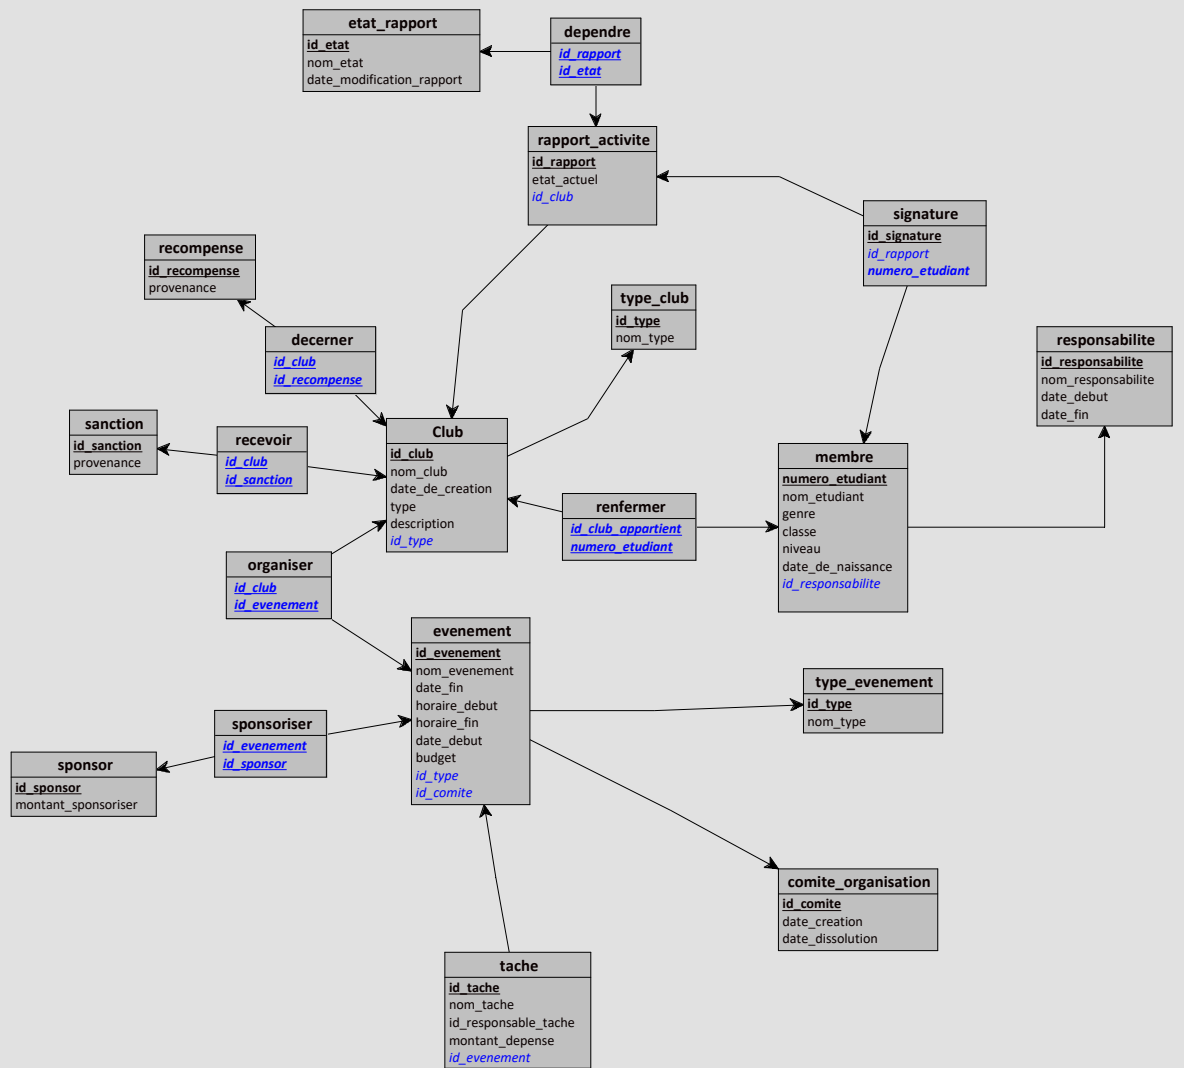 etat_rapport
id_etat
nom_etat
date_modification_rapport
dependre
id_rapport
id_etat
rapport_activite
id_rapport
etat_actuel
id_club
signature
id_signature
id_rapport
numero_etudiant
recompense
id_recompense
provenance
type_club
id_type
nom_type
decerner
id_club
id_recompense
responsabilite
id_responsabilite
nom_responsabilite
date_debut
date_fin
sanction
id_sanction
provenance
recevoir
id_club
id_sanction
Club
id_club
nom_club
date_de_creation
type
description
id_type
membre
numero_etudiant
nom_etudiant
genre
classe
niveau
date_de_naissance
id_responsabilite
renfermer
id_club_appartient
numero_etudiant
organiser
id_club
id_evenement
evenement
id_evenement
nom_evenement
date_fin
horaire_debut
horaire_fin
date_debut
budget
id_type
id_comite
type_evenement
id_type
nom_type
sponsoriser
id_evenement
id_sponsor
sponsor
id_sponsor
montant_sponsoriser
comite_organisation
id_comite
date_creation
date_dissolution
tache
id_tache
nom_tache
id_responsable_tache
montant_depense
id_evenement